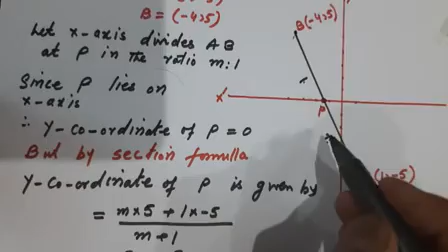 B = (-4, 5)
Let x-axis divides AB
at P in the ratio m:1
Since P lies on
x-axis
∴ Y-co-ordinate of P = 0
But by section formula
Y-co-ordinate of P is given by
= m×5 + 1×-5
m+1
B(-4,5)
X'
P